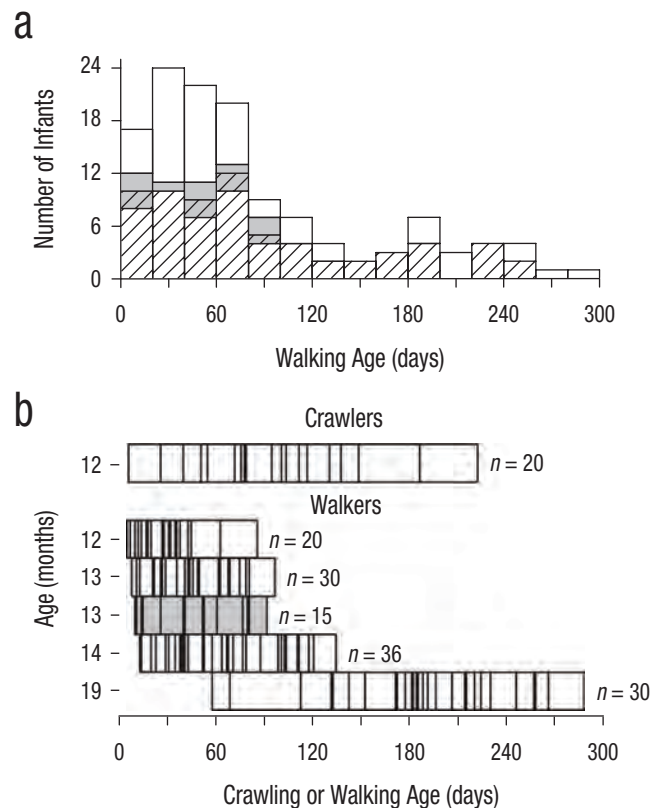 a
24
18
12
6
0
Number of Infants
0 60 120 180 240 300
Walking Age (days)
b
Crawlers
12 n = 20
Walkers
12 n = 20
13 n = 30
13 n = 15
14 n = 36
19 n = 30
Age (months)
0 60 120 180 240 300
Crawling or Walking Age (days)